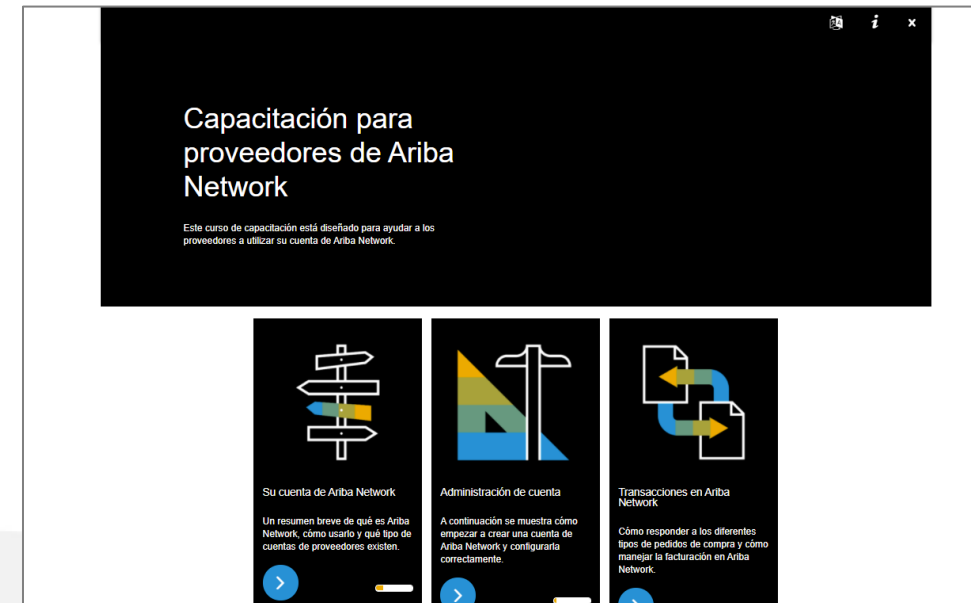 Capacitación para
proveedores de Ariba
Network
Este curso de capacitación está diseñado para ayudar a los
proveedores a utilizar su cuenta de Ariba Network.
Su cuenta de Ariba Network
Un resumen breve de qué es Ariba
Network, cómo usarlo y qué tipo de
cuentas de proveedores existen.
Administración de cuenta
A continuación se muestra cómo
empezar a crear una cuenta de
Ariba Network y configurarla
correctamente.
Transacciones en Ariba
Network
Cómo responder a los diferentes
tipos de pedidos de compra y cómo
manejar la facturación en Ariba
Network.